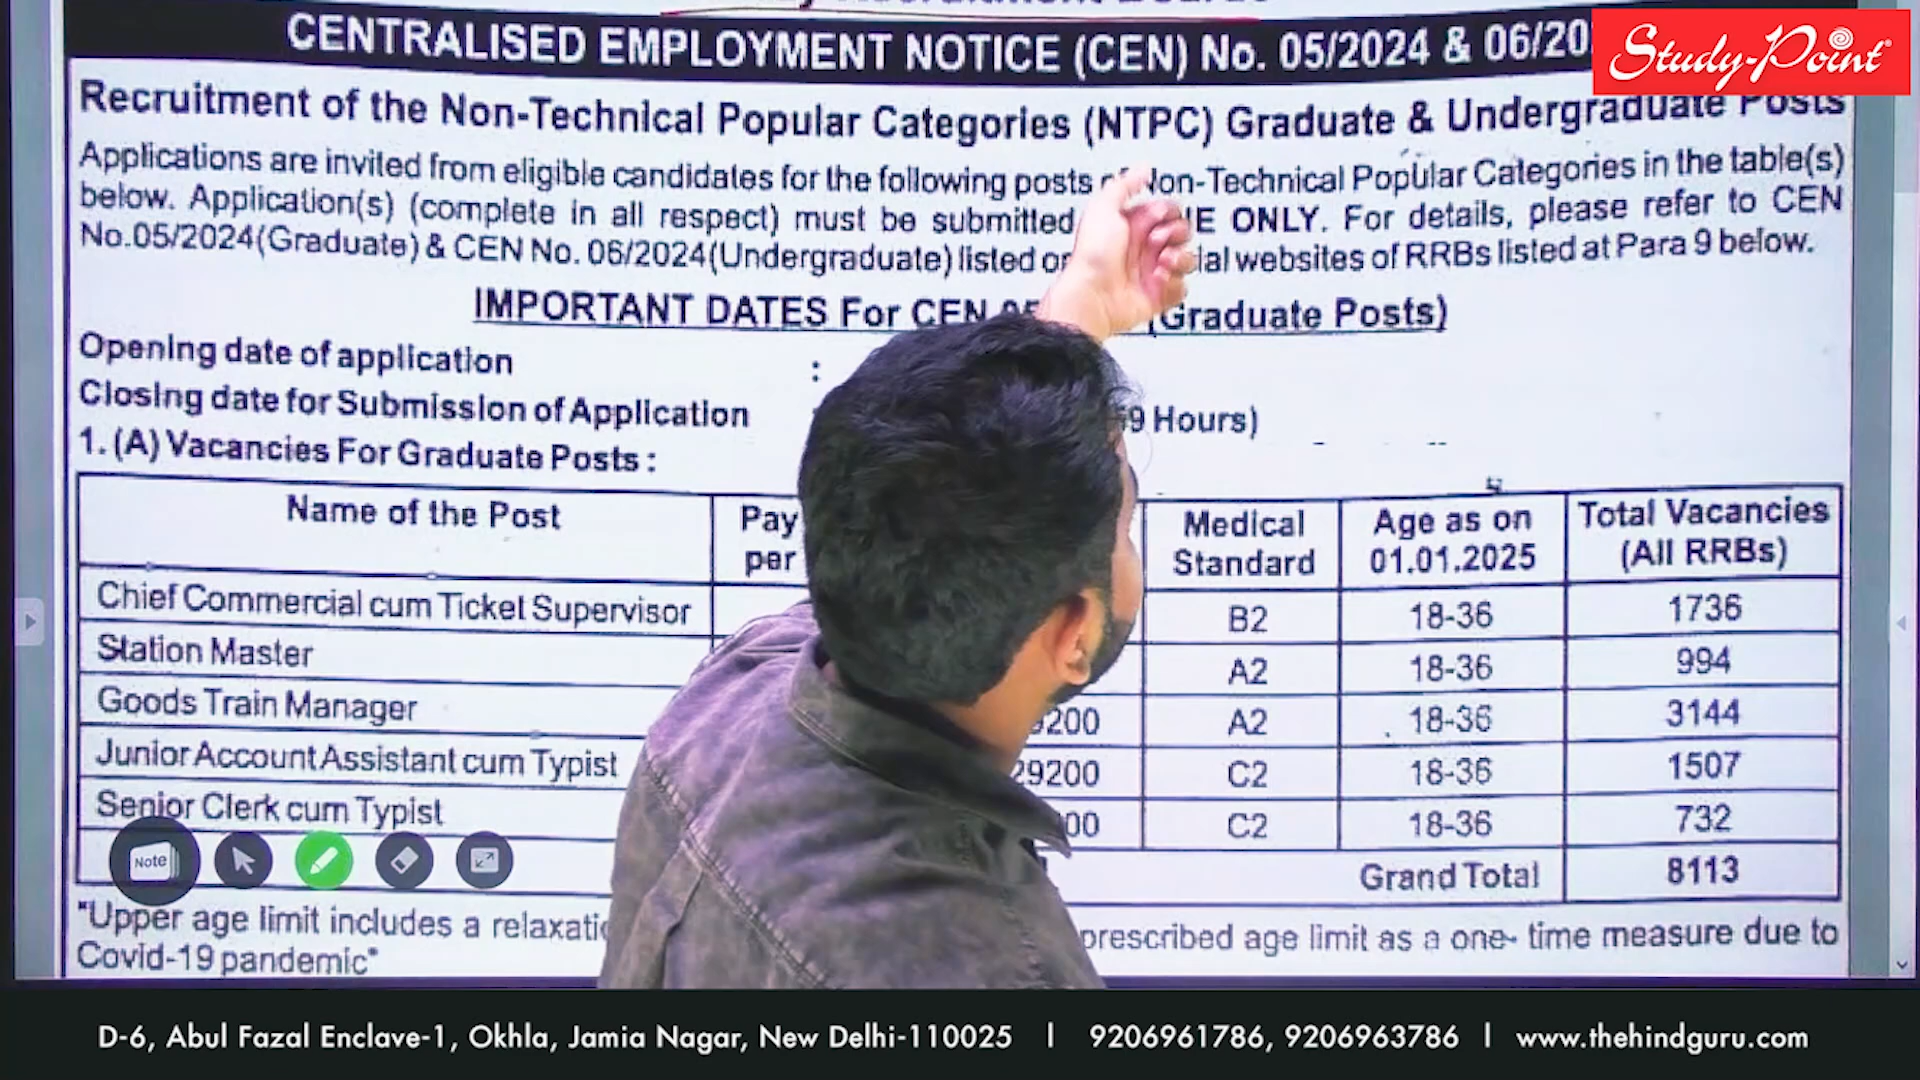 CENTRALISED EMPLOYMENT NOTICE (CEN) No. 05/2024 & 06/20
Study-Point
Recruitment of the Non-Technical Popular Categories (NTPC) Graduate & Undergraduate Posts
Applications are invited from eligible candidates for the following posts Non-Technical Popular Categories in the table(s)
below. Application(s) (complete in all respect) must be submitted ONLY. For details, please refer to CEN
No.05/2024(Graduate) & CEN No. 06/2024(Undergraduate) listed websites of RRBs listed at Para 9 below.
IMPORTANT DATES For CEN (Graduate Posts)
Opening date of application :
Closing date for Submission of Application 59 Hours)
1. (A) Vacancies For Graduate Posts :
Name of the Post Pay per Medical Standard Age as on 01.01.2025 Total Vacancies (All RRBs)
Chief Commercial cum Ticket Supervisor B2 18-36 1736
Station Master A2 18-36 994
Goods Train Manager A2 18-36 3144
Junior Account Assistant cum Typist 29200 C2 18-36 1507
Senior Clerk cum Typist C2 18-36 732
Grand Total 8113
"Upper age limit includes a prescribed age limit as a one- time measure due to
Covid-19 pandemic"
Note
D-6, Abul Fazal Enclave-1, Okhla, Jamia Nagar, New Delhi-110025 | 9206961786, 9206963786 | www.thehindguru.com